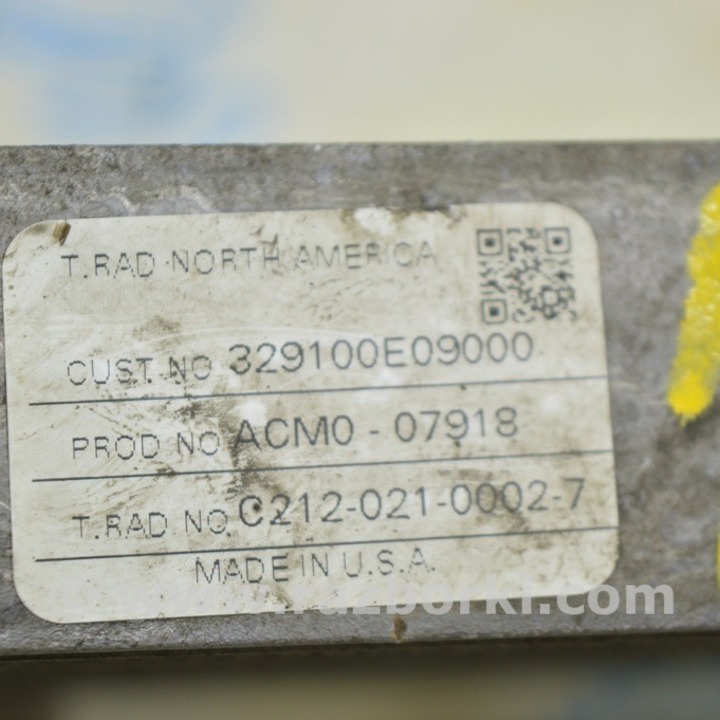 T.RAD NORTH AMERICA
CUST.NO 329100E09000
PROD NO ACM0 - 07918
T.RAD NO. C212-021-0002-7
MADE IN U.S.A.